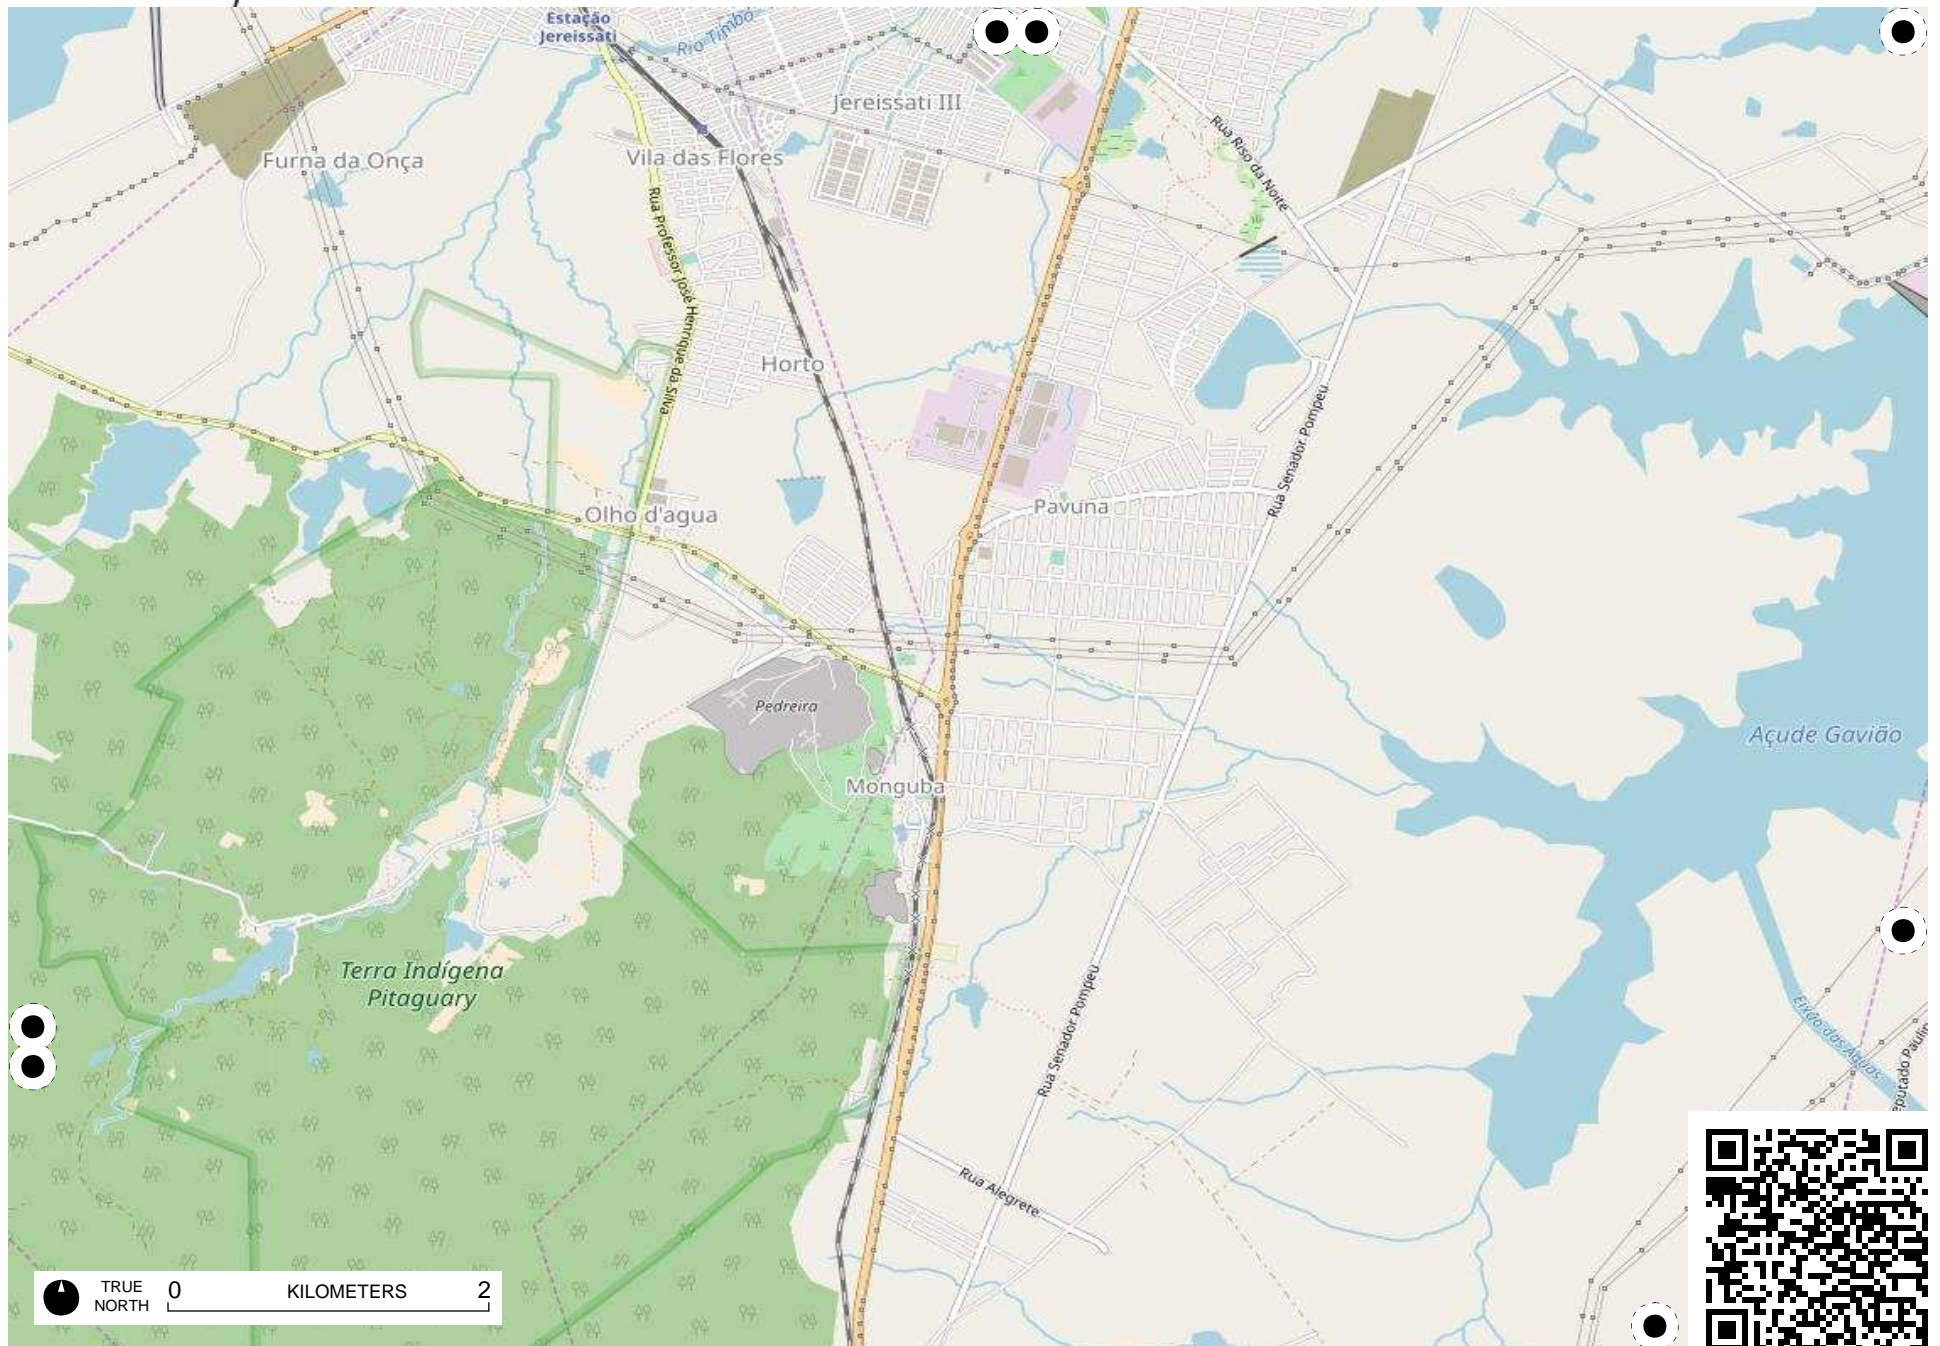 Estação
Jereissati
Rio Timbó
Jereissati III
Furna da Onça
Vila das Flores
Rua Riso da Noite
Rua Professor José Henrique da Silva
Horto
Rua Senador Pompeu
Olho d'agua
Pavuna
Pedreira
Açude Gavião
Monguba
Terra Indígena
Pitaguary
Rua Senador Pompeu
Eixão das Águas
Rua Alegrete
TRUE
NORTH
0 KILOMETERS 2